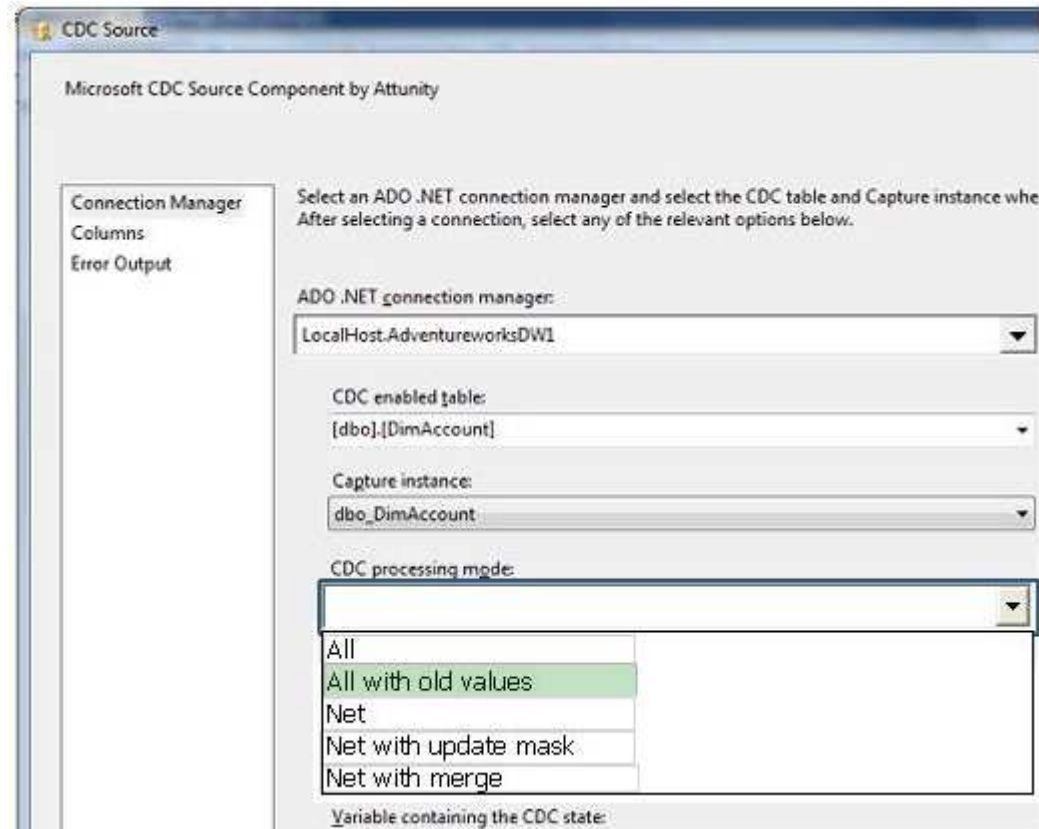 CDC Source
Microsoft CDC Source Component by Attunity
Connection Manager
Columns
Error Output
Select an ADO .NET connection manager and select the CDC table and Capture instance whe
After selecting a connection, select any of the relevant options below.
ADO .NET connection manager:
LocalHost.AdventureworksDW1
CDC enabled table:
[dbo].[DimAccount]
Capture instance:
dbo_DimAccount
CDC processing mode:
All
All with old values
Net
Net with update mask
Net with merge
Variable containing the CDC state: